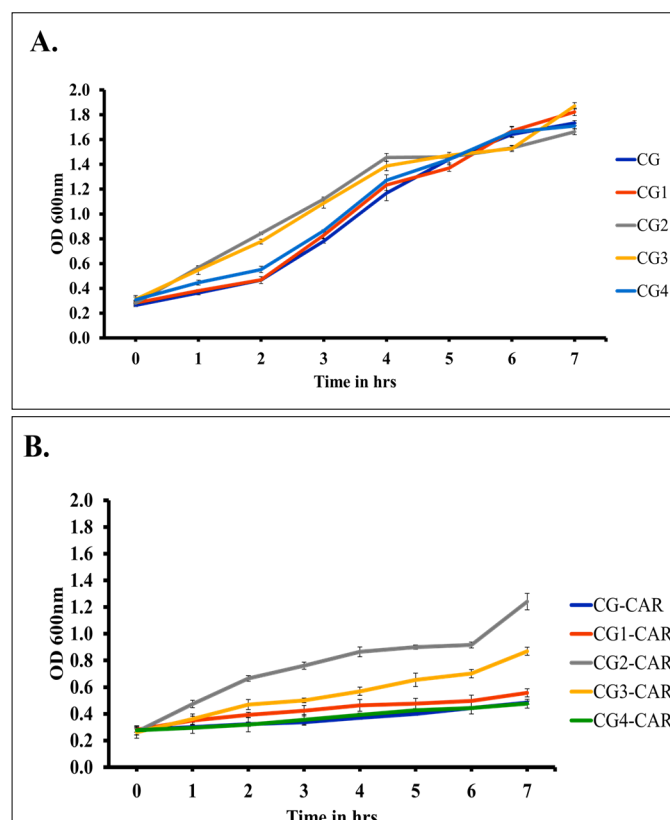 A.
2.0
1.8
1.6
1.4
1.2
1.0
0.8
0.6
0.4
0.2
0.0
OD 600nm
0 1 2 3 4 5 6 7
Time in hrs
CG
CG1
CG2
CG3
CG4
B.
2.0
1.8
1.6
1.4
1.2
1.0
0.8
0.6
0.4
0.2
0.0
OD 600nm
0 1 2 3 4 5 6 7
Time in hrs
CG-CAR
CG1-CAR
CG2-CAR
CG3-CAR
CG4-CAR